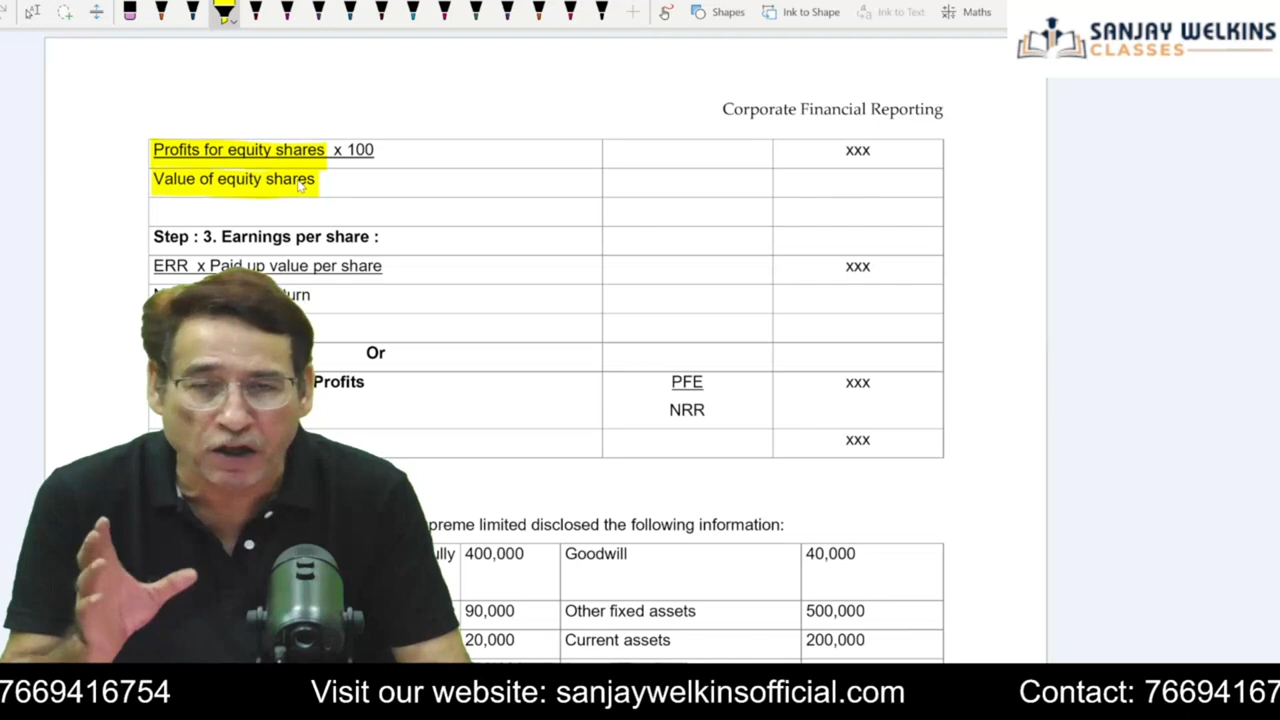 Shapes Ink to Shape Ink to Text Maths
SANJAY WELKINS
CLASSES
Corporate Financial Reporting
Profits for equity shares x 100 xxx
Value of equity shares
Step : 3. Earnings per share :
ERR x Paid up value per share xxx
Or
Profits PFE xxx
NRR
xxx
limited disclosed the following information:
400,000 Goodwill 40,000
90,000 Other fixed assets 500,000
20,000 Current assets 200,000
7669416754 Visit our website: sanjaywelkinsofficial.com Contact: 76694167